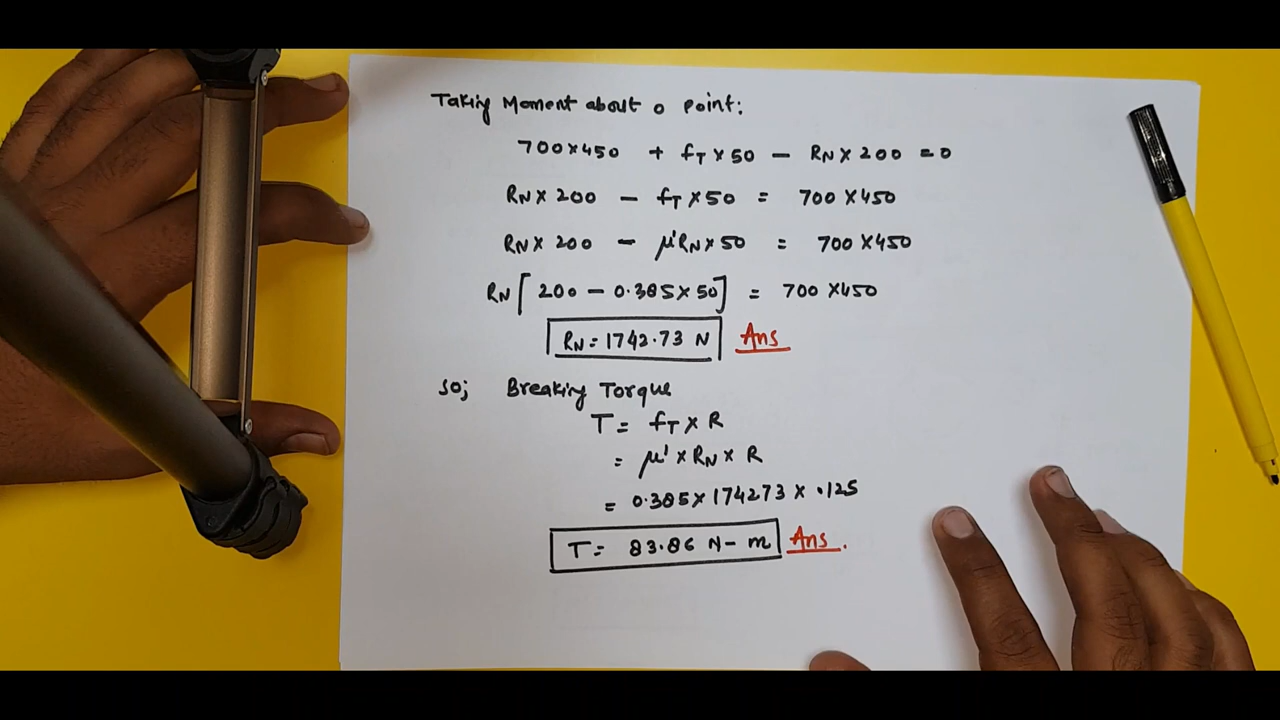 Taking Moment about o point:
700×450 + fT×50 – RN×200 =0
RN×200 – fT×50 = 700×450
RN×200 – μ'RN×50 = 700×450
RN[200 – 0.385×50] = 700×450
RN=1742.73 N Ans
So; Breaking Torque
T= fT×R
= μ'×RN×R
= 0.385×174273×.125
T= 83.86 N-m Ans.